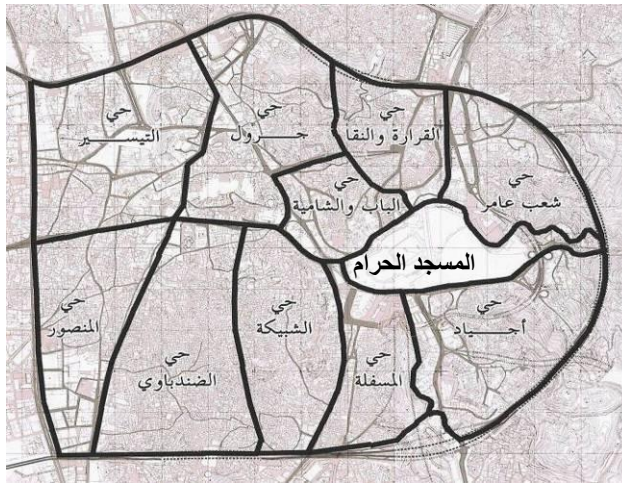 حي
التيسير
حي
جرول
حي
القرارة والنقا
حي
شعب عامر
حي
الباب والشامية
المسجد الحرام
حي
المنصور
حي
الضندباوي
حي
الشبيكة
حي
المسفلة
حي
أجياد